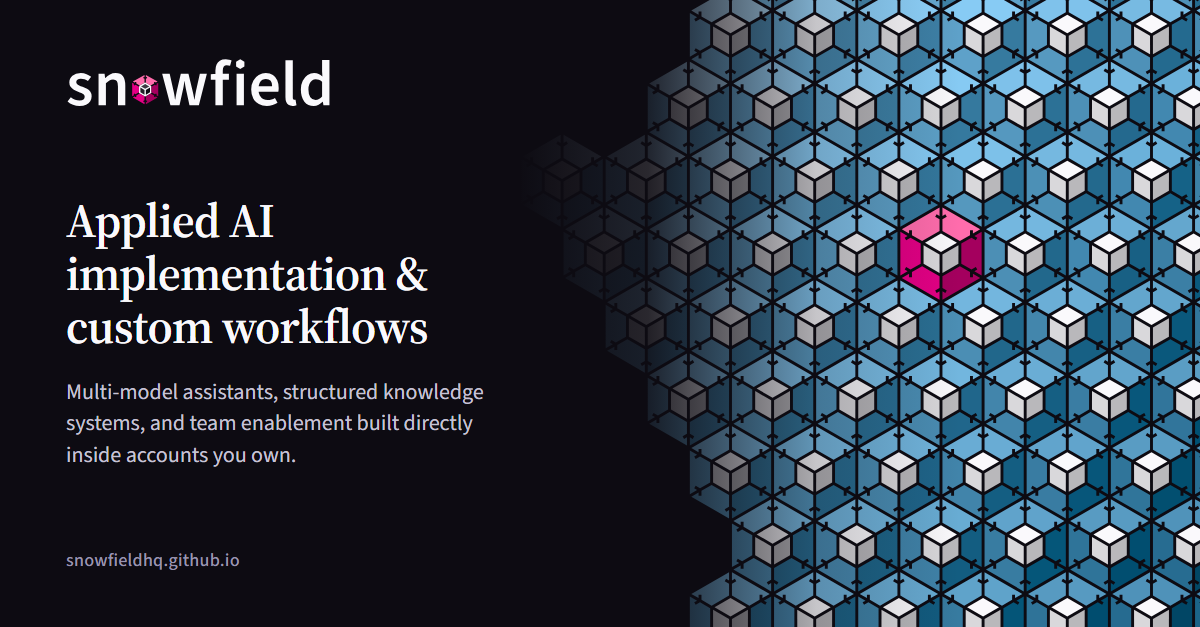 snowfield
Applied AI
implementation &
custom workflows
Multi-model assistants, structured knowledge
systems, and team enablement built directly
inside accounts you own.
snowfieldhq.github.io